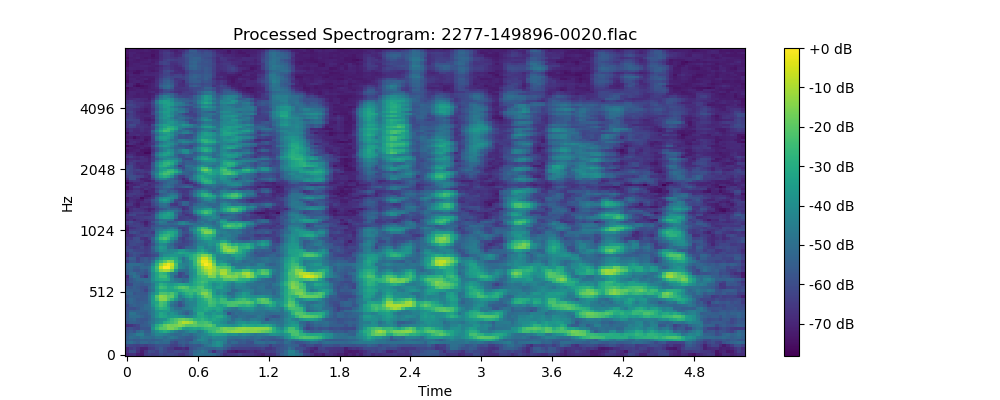 Processed Spectrogram: 2277-149896-0020.flac
Hz
4096
2048
1024
512
0
0 0.6 1.2 1.8 2.4 3 3.6 4.2 4.8
Time
+0 dB
-10 dB
-20 dB
-30 dB
-40 dB
-50 dB
-60 dB
-70 dB